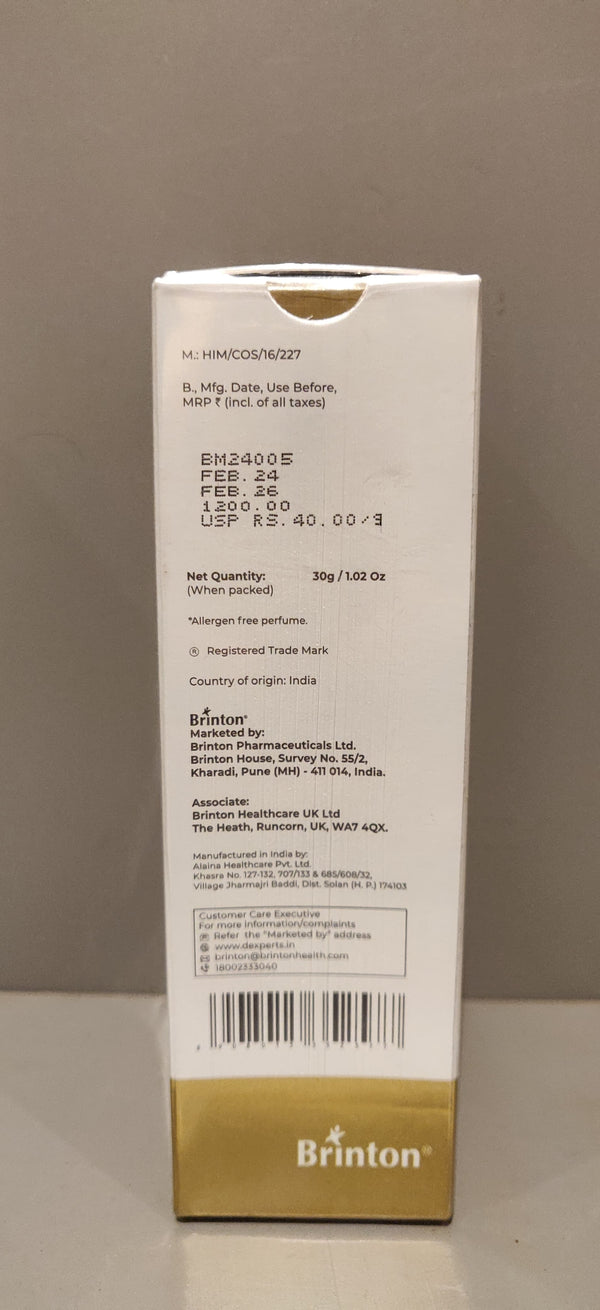 M.: HIM/COS/16/227
B., Mfg. Date, Use Before,
MRP ₹ (incl. of all taxes)
BM24005
FEB. 24
FEB. 26
1200.00
USP RS.40.00/g
Net Quantity: 30g / 1.02 Oz
(When packed)
*Allergen free perfume.
® Registered Trade Mark
Country of origin: India
Brinton®
Marketed by:
Brinton Pharmaceuticals Ltd.
Brinton House, Survey No. 55/2,
Kharadi, Pune (MH) - 411 014, India.
Associate:
Brinton Healthcare UK Ltd
The Heath, Runcorn, UK, WA7 4QX.
Manufactured in India by:
Alaina Healthcare Pvt. Ltd.
Khasra No. 127-132, 707/133 & 685/608/32,
Village Jharmajri Baddi, Dist. Solan (H. P.) 174103
Customer Care Executive
For more information/complaints
Refer the "Marketed by" address
www.dexperts.in
brinton@brintonhealth.com
18002333040
Brinton®